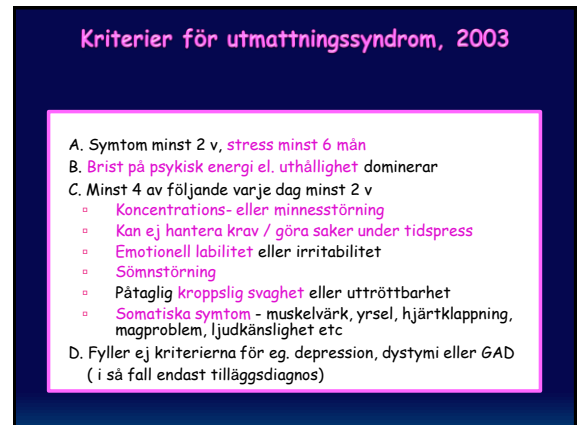 Kriterier för utmattningssyndrom, 2003
A. Symtom minst 2 v, stress minst 6 mån
B. Brist på psykisk energi el. uthållighet dominerar
C. Minst 4 av följande varje dag minst 2 v
▫ Koncentrations- eller minnesstörning
▫ Kan ej hantera krav / göra saker under tidspress
▫ Emotionell labilitet eller irritabilitet
▫ Sömnstörning
▫ Påtaglig kroppslig svaghet eller uttröttbarhet
▫ Somatiska symtom - muskelvärk, yrsel, hjärtklappning,
magproblem, ljudkänslighet etc
D. Fyller ej kriterierna för eg. depression, dystymi eller GAD
( i så fall endast tilläggsdiagnos)